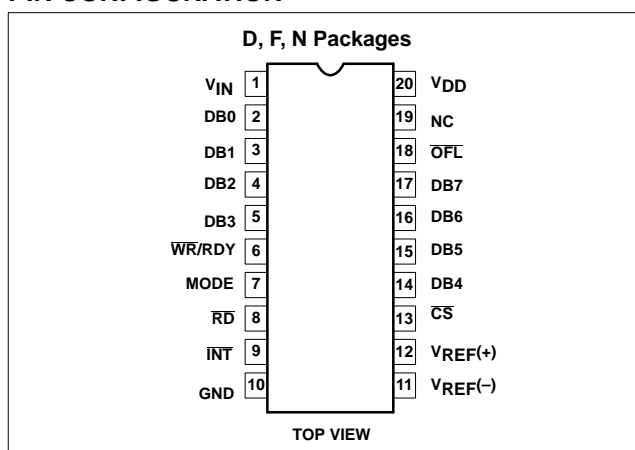 D, F, N Packages
VIN 1 20 VDD
DB0 2 19 NC
DB1 3 18 OFL
DB2 4 17 DB7
DB3 5 16 DB6
WR/RDY 6 15 DB5
MODE 7 14 DB4
RD 8 13 CS
INT 9 12 VREF(+)
GND 10 11 VREF(–)
TOP VIEW